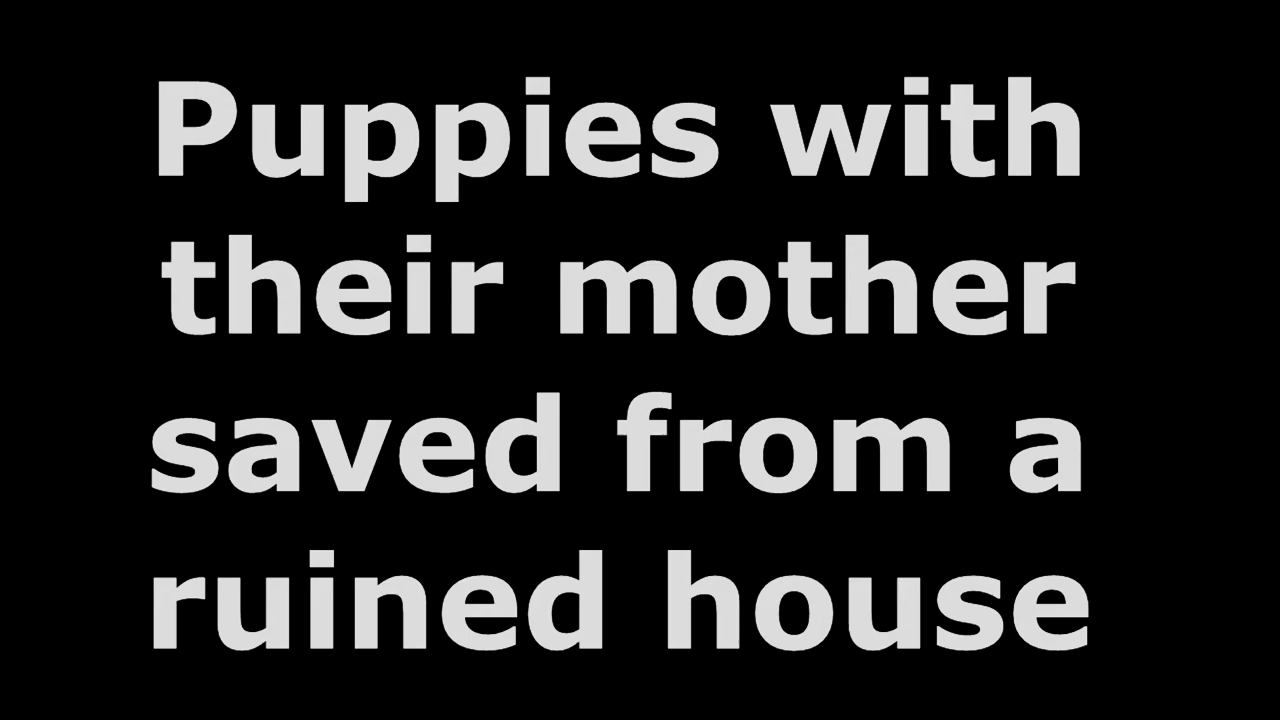 Puppies with
their mother
saved from a
ruined house